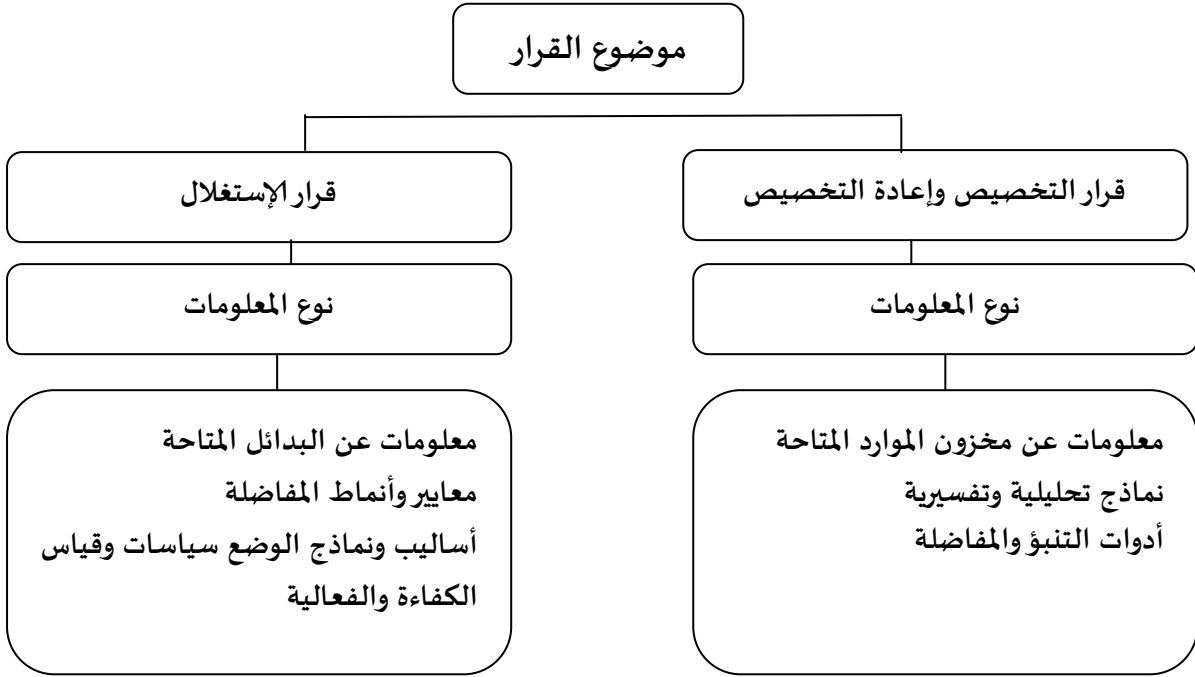 موضوع القرار
قرار التخصيص وإعادة التخصيص
قرار الإستغلال
نوع المعلومات
نوع المعلومات
معلومات عن مخزون الموارد المتاحة
نماذج تحليلية وتفسيرية
أدوات التنبؤ والمفاضلة
معلومات عن البدائل المتاحة
معايير وأنماط المفاضلة
أساليب ونماذج الوضع سياسات وقياس
الكفاءة والفعالية